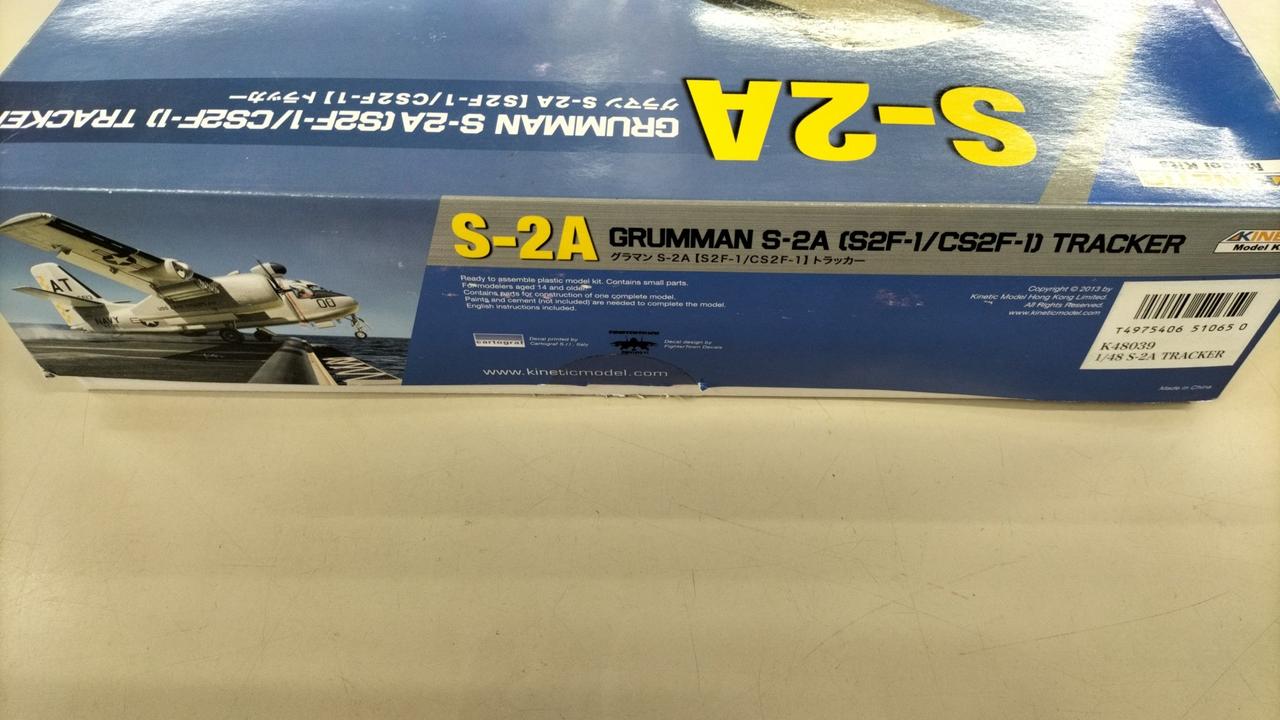 S-2A
グラマン S-2A [S2F-1/CS2F-1] トラッカー
GRUMMAN S-2A (S2F-1/CS2F-1) TRACKER
S-2A GRUMMAN S-2A (S2F-1/CS2F-1) TRACKER
グラマン S-2A [S2F-1/CS2F-1] トラッカー
Model K
Ready to assemble plastic model kit. Contains small parts.
For modelers aged 14 and older.
Contains parts for construction of one complete model.
Paints and cement (not included) are needed to complete the model.
English instructions included.
cartograf
Decal printed by
Cartograf S.r.l., Italy
Decal design by
FighterTown Decals
www.kineticmodel.com
Copyright © 2013 by
Kinetic Model Hong Kong Limited.
All Rights Reserved.
www.kineticmodel.com
T4975406 51065 0
K48039
1/48 S-2A TRACKER
Made in China
AT
NAVY
00